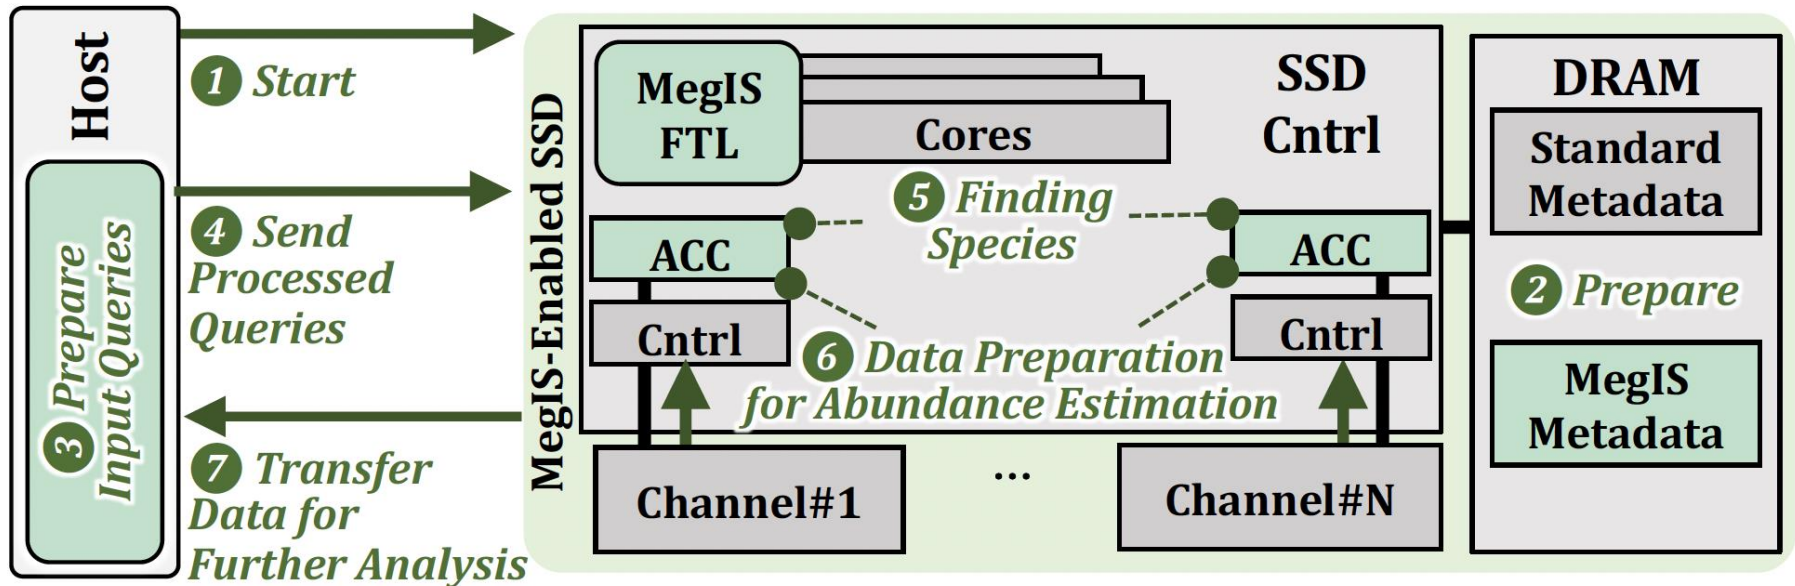 Host
1 Start
3 Prepare
Input Queries
4 Send
Processed
Queries
7 Transfer
Data for
Further Analysis
MegIS-Enabled SSD
MegIS
FTL
Cores
SSD
Cntrl
5 Finding
Species
ACC
Cntrl
ACC
Cntrl
6 Data Preparation
for Abundance Estimation
Channel#1
...
Channel#N
DRAM
Standard
Metadata
2 Prepare
MegIS
Metadata